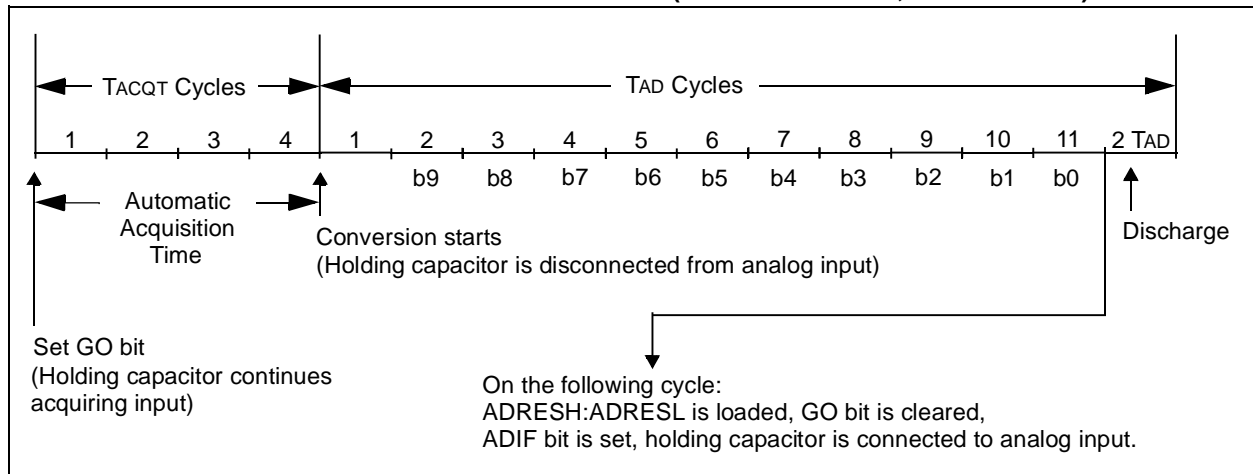 TACQT Cycles
TAD Cycles
1 2 3 4 1 2 3 4 5 6 7 8 9 10 11 2 TAD
b9 b8 b7 b6 b5 b4 b3 b2 b1 b0
Automatic
Acquisition
Time
Conversion starts
(Holding capacitor is disconnected from analog input)
Discharge
Set GO bit
(Holding capacitor continues
acquiring input)
On the following cycle:
ADRESH:ADRESL is loaded, GO bit is cleared,
ADIF bit is set, holding capacitor is connected to analog input.